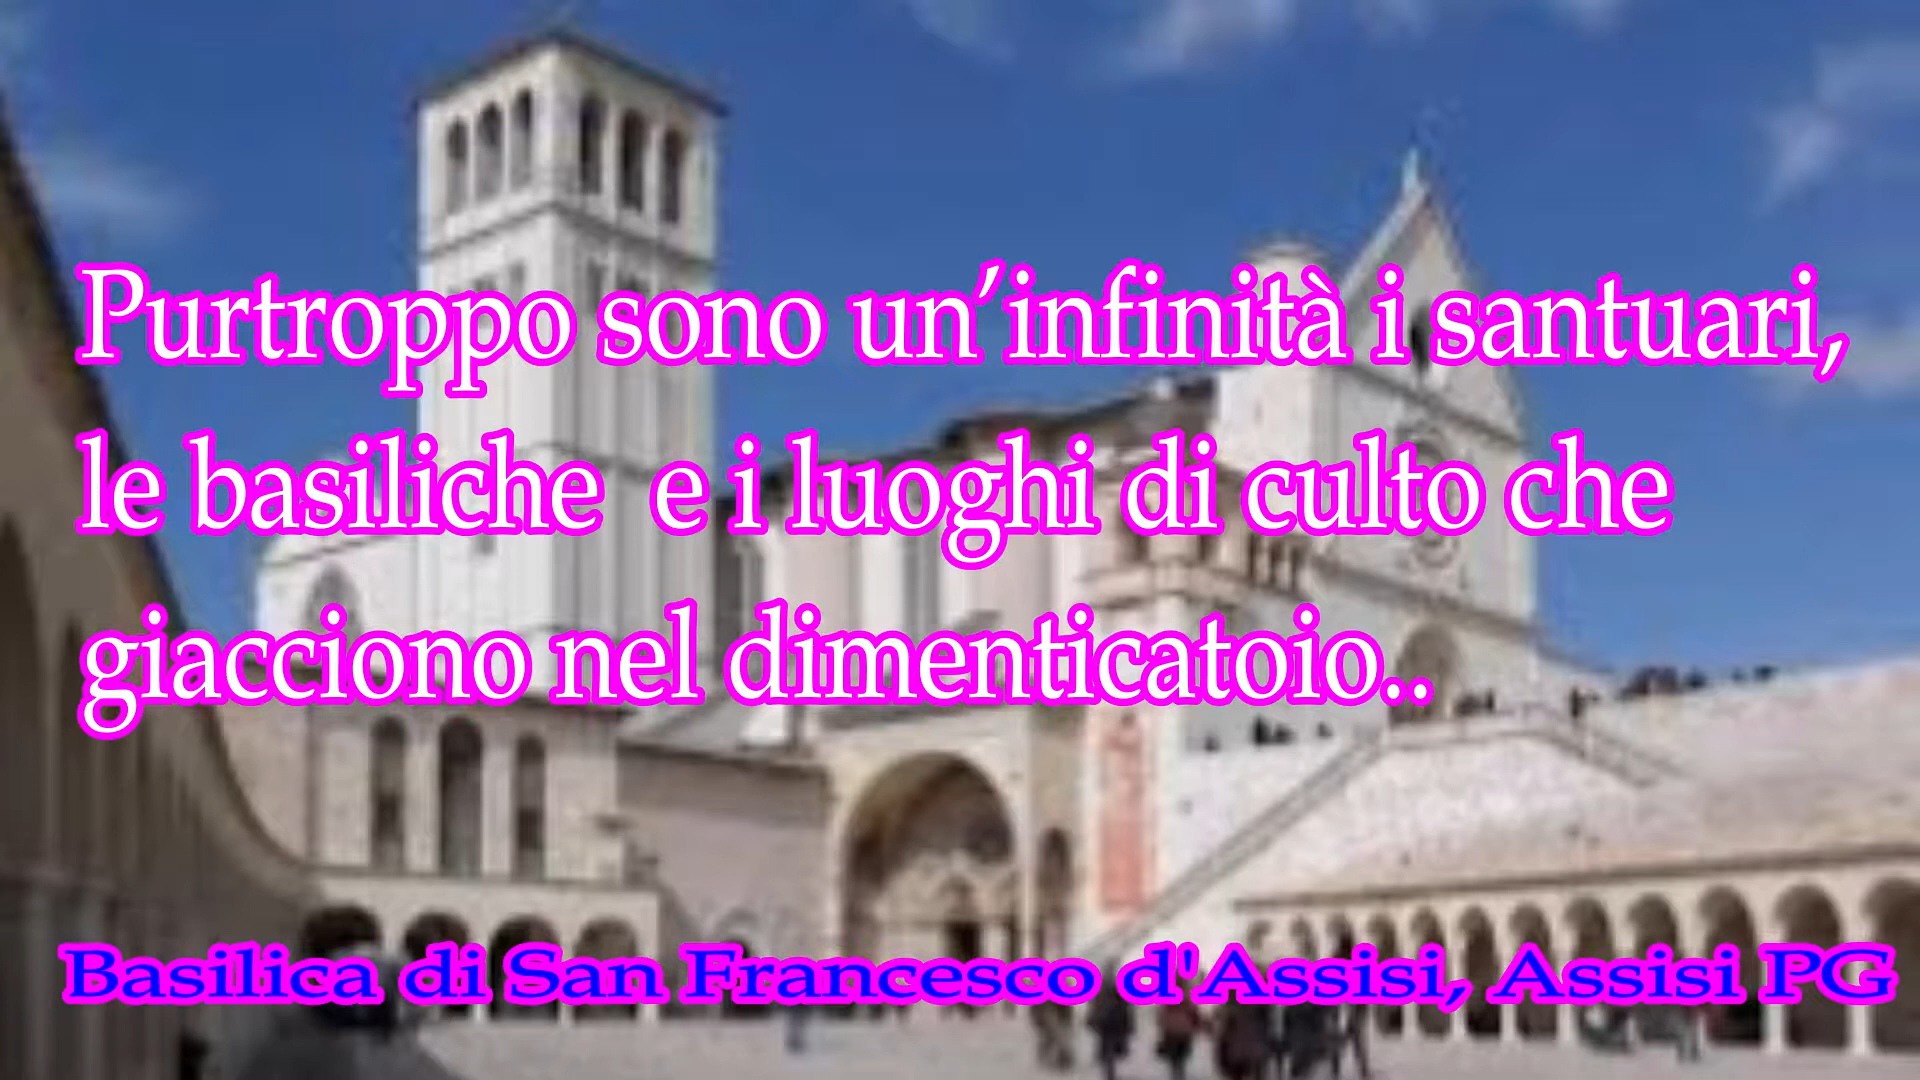 Purtroppo sono un’infinità i santuari,
le basiliche  e i luoghi di culto che
giacciono nel dimenticatoio..
Basilica di San Francesco d'Assisi, Assisi PG